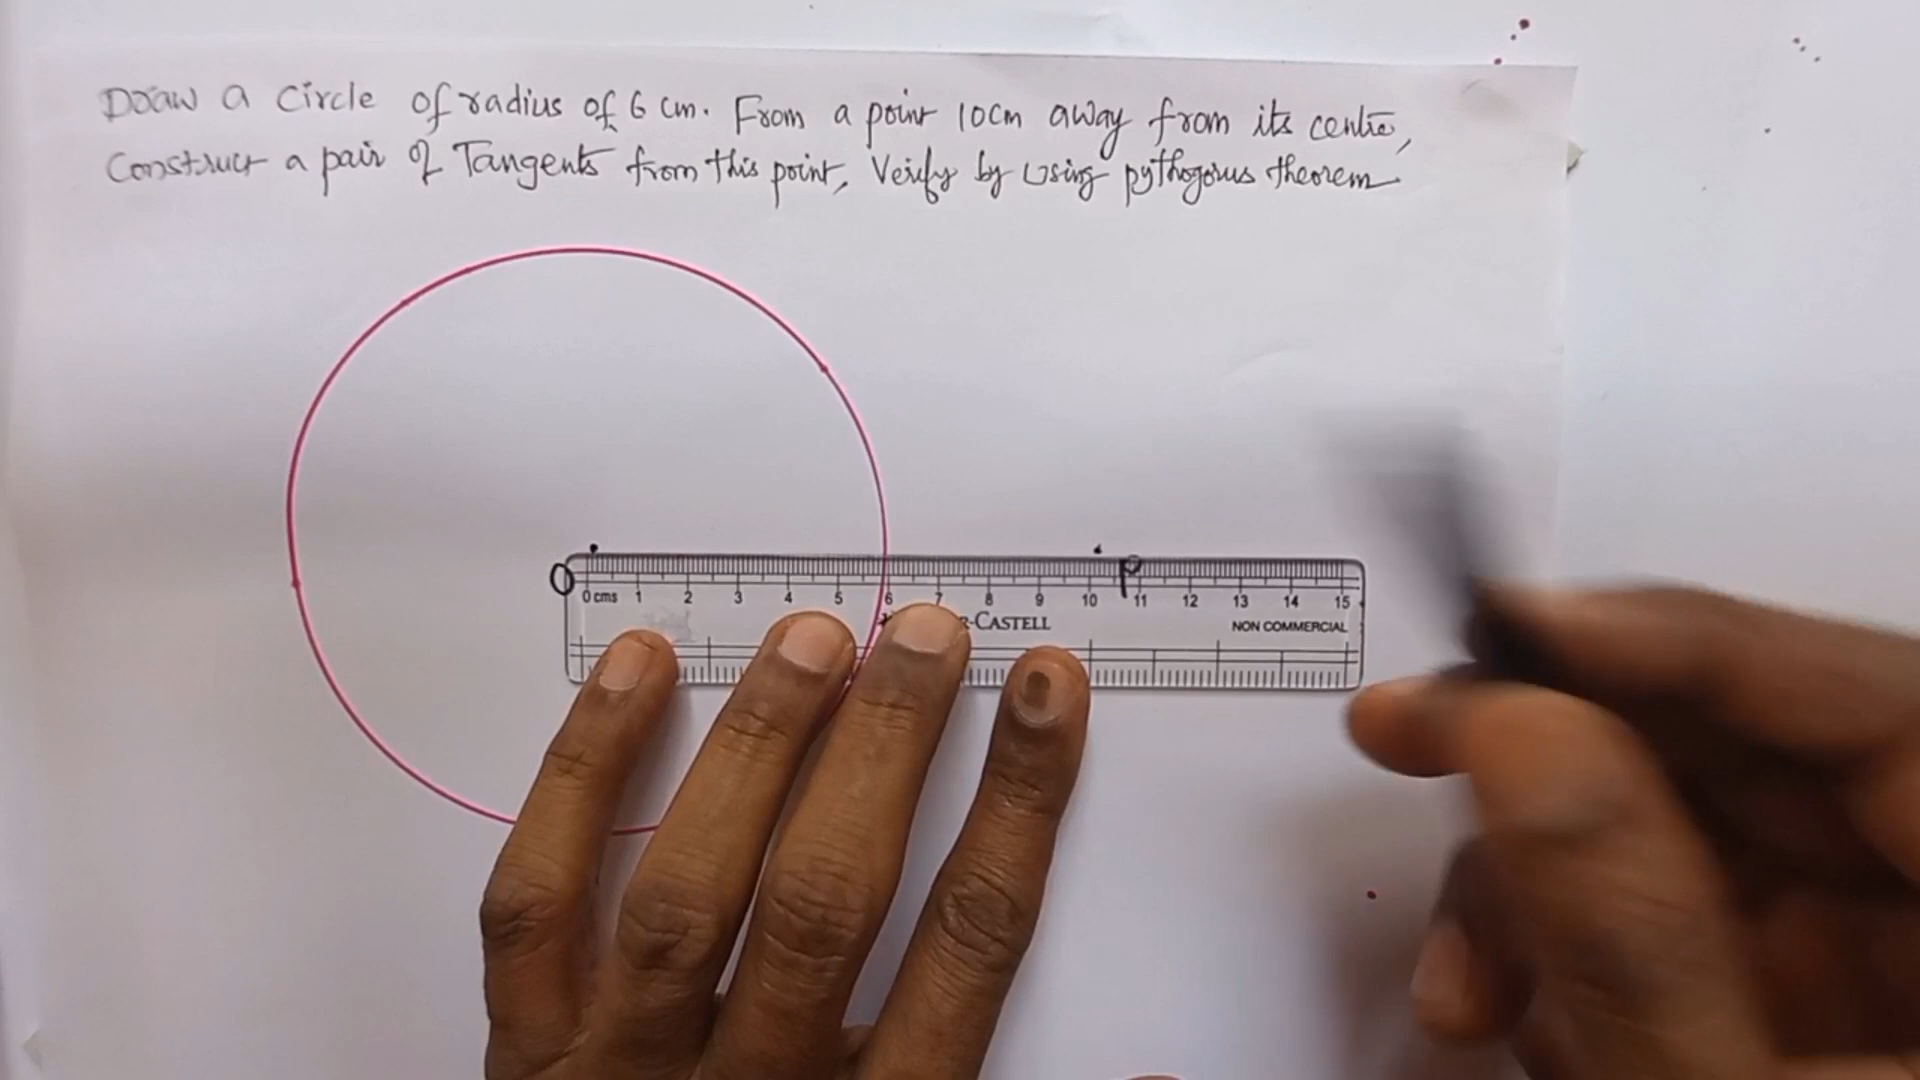 Draw a Circle of radius of 6 cm. From a point 10cm away from its centre,
Construct a pair of Tangents from this point, Verify by Using pythogorus theorem.
O
P
0 cms 1 2 3 4 5 6 7 8 9 10 11 12 13 14 15
R-CASTELL
NON COMMERCIAL